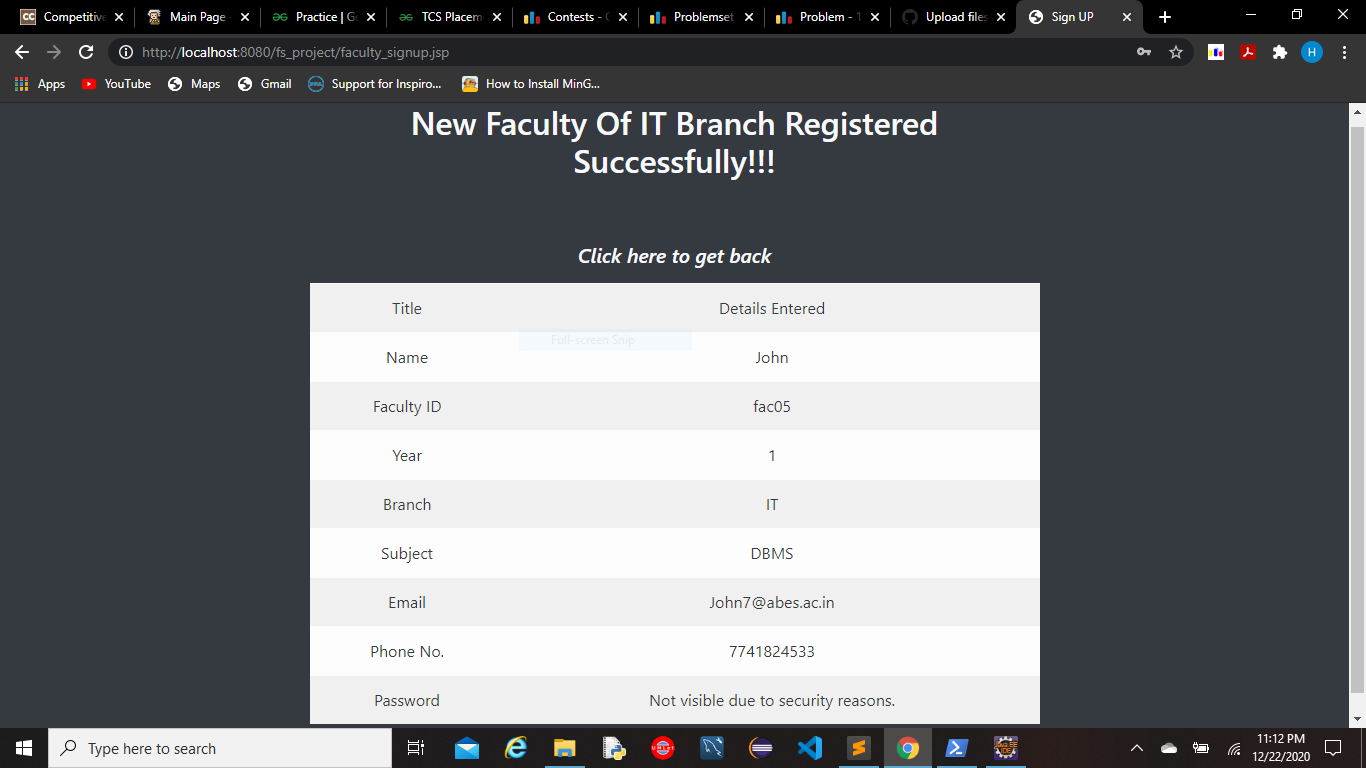 Competitive
Main Page
Practice | G
TCS Placem
Contests - C
Problemset
Problem - T
Upload files
Sign UP
http://localhost:8080/fs_project/faculty_signup.jsp
H
Apps
YouTube
Maps
Gmail
Support for Inspiro...
How to Install MinG...
New Faculty Of IT Branch Registered
Successfully!!!
Click here to get back
Title Details Entered
Full-screen Snip
Name John
Faculty ID fac05
Year 1
Branch IT
Subject DBMS
Email John7@abes.ac.in
Phone No. 7741824533
Password Not visible due to security reasons.
Type here to search
11:12 PM
12/22/2020